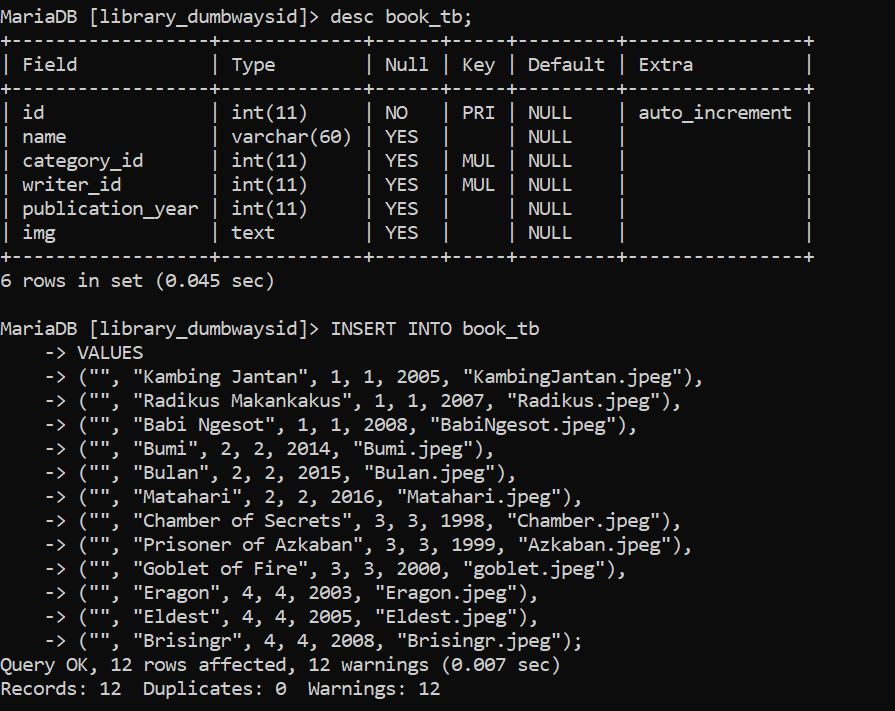 MariaDB [library_dumbwaysid]> desc book_tb;
+------------------+-------------+------+-----+---------+----------------+
| Field            | Type        | Null | Key | Default | Extra          |
+------------------+-------------+------+-----+---------+----------------+
| id               | int(11)     | NO   | PRI | NULL    | auto_increment |
| name             | varchar(60) | YES  |     | NULL    |                |
| category_id      | int(11)     | YES  | MUL | NULL    |                |
| writer_id        | int(11)     | YES  | MUL | NULL    |                |
| publication_year | int(11)     | YES  |     | NULL    |                |
| img              | text        | YES  |     | NULL    |                |
+------------------+-------------+------+-----+---------+----------------+
6 rows in set (0.045 sec)

MariaDB [library_dumbwaysid]> INSERT INTO book_tb
    -> VALUES
    -> ("", "Kambing Jantan", 1, 1, 2005, "KambingJantan.jpeg"),
    -> ("", "Radikus Makankakus", 1, 1, 2007, "Radikus.jpeg"),
    -> ("", "Babi Ngesot", 1, 1, 2008, "BabiNgesot.jpeg"),
    -> ("", "Bumi", 2, 2, 2014, "Bumi.jpeg"),
    -> ("", "Bulan", 2, 2, 2015, "Bulan.jpeg"),
    -> ("", "Matahari", 2, 2, 2016, "Matahari.jpeg"),
    -> ("", "Chamber of Secrets", 3, 3, 1998, "Chamber.jpeg"),
    -> ("", "Prisoner of Azkaban", 3, 3, 1999, "Azkaban.jpeg"),
    -> ("", "Goblet of Fire", 3, 3, 2000, "goblet.jpeg"),
    -> ("", "Eragon", 4, 4, 2003, "Eragon.jpeg"),
    -> ("", "Eldest", 4, 4, 2005, "Eldest.jpeg"),
    -> ("", "Brisingr", 4, 4, 2008, "Brisingr.jpeg");
Query OK, 12 rows affected, 12 warnings (0.007 sec)
Records: 12  Duplicates: 0  Warnings: 12